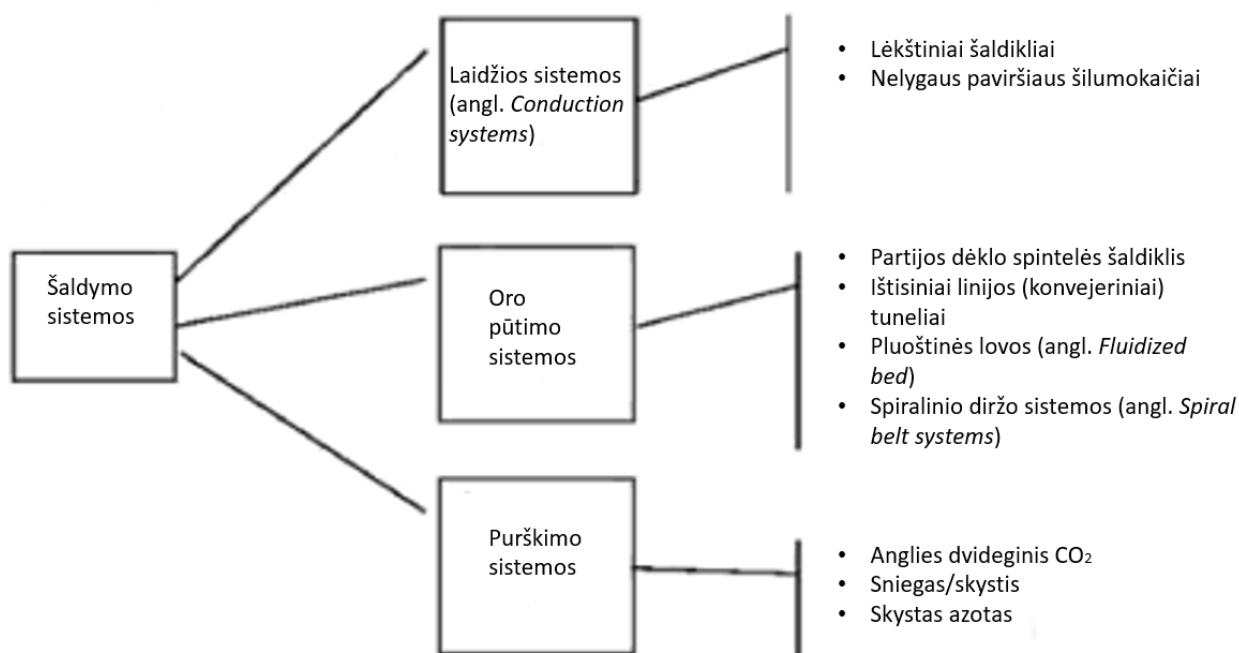 Šaldymo
sistemos
Laidžios sistemos
(angl. Conduction
systems)
• Lėkštiniai šaldikliai
• Nelygaus paviršiaus šilumokaičiai
Oro
pūtimo
sistemos
• Partijos dėklo spintelės šaldiklis
• Ištisiniai linijos (konvejeriniai)
tuneliai
• Pluoštinės lovos (angl. Fluidized
bed)
• Spiralinio diržo sistemos (angl. Spiral
belt systems)
Purškimo
sistemos
• Anglies dvideginis CO₂
• Sniegas/skystis
• Skystas azotas